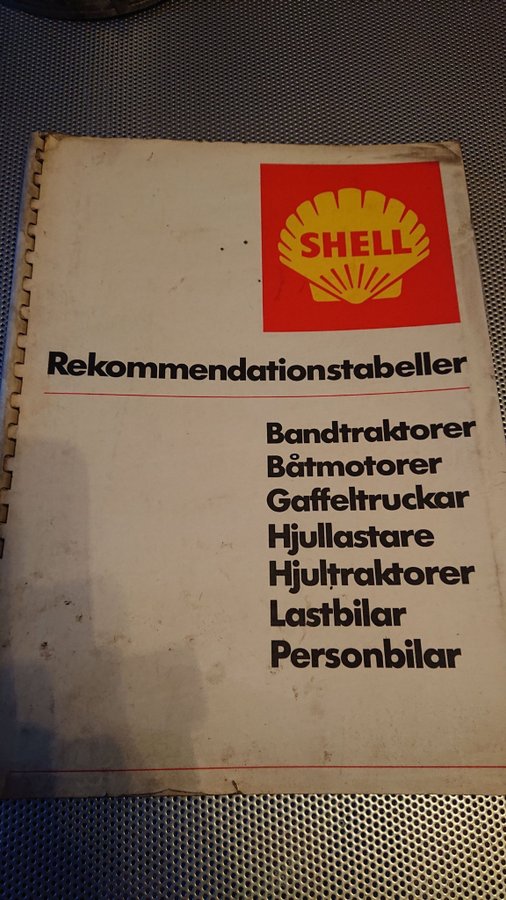 SHELL
Rekommendationstabeller
Bandtraktorer
Båtmotorer
Gaffeltruckar
Hjullastare
Hjultraktorer
Lastbilar
Personbilar